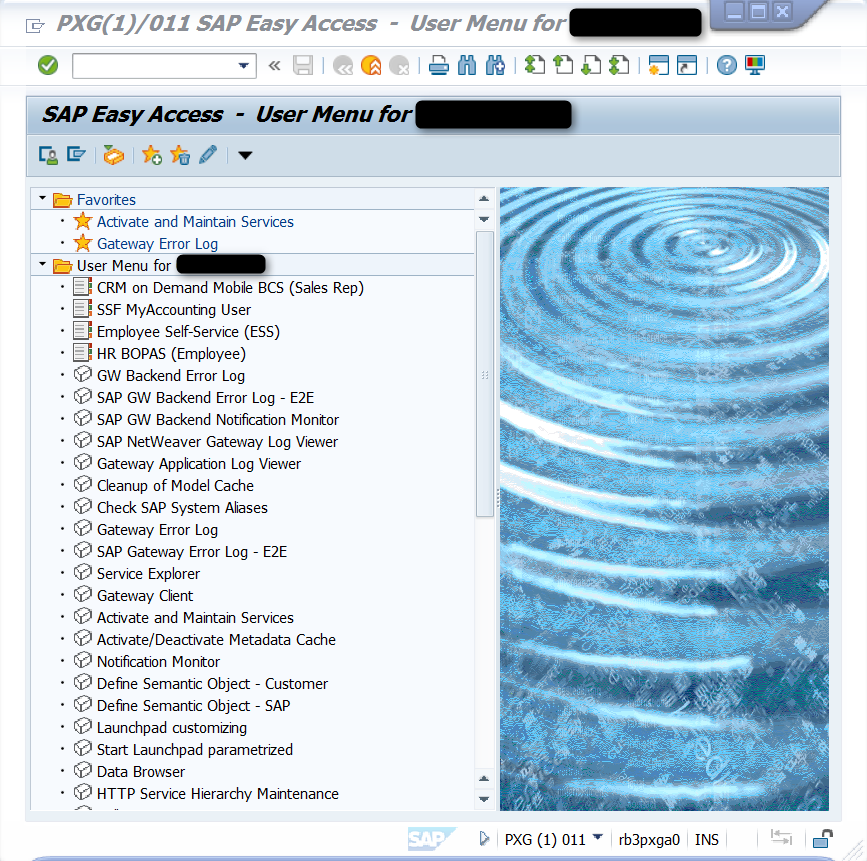 PXG(1)/011 SAP Easy Access - User Menu for
SAP Easy Access - User Menu for
Favorites
Activate and Maintain Services
Gateway Error Log
User Menu for
CRM on Demand Mobile BCS (Sales Rep)
SSF MyAccounting User
Employee Self-Service (ESS)
HR BOPAS (Employee)
GW Backend Error Log
SAP GW Backend Error Log - E2E
SAP GW Backend Notification Monitor
SAP NetWeaver Gateway Log Viewer
Gateway Application Log Viewer
Cleanup of Model Cache
Check SAP System Aliases
Gateway Error Log
SAP Gateway Error Log - E2E
Service Explorer
Gateway Client
Activate and Maintain Services
Activate/Deactivate Metadata Cache
Notification Monitor
Define Semantic Object - Customer
Define Semantic Object - SAP
Launchpad customizing
Start Launchpad parametrized
Data Browser
HTTP Service Hierarchy Maintenance
SAP PXG (1) 011 rb3pxga0 INS